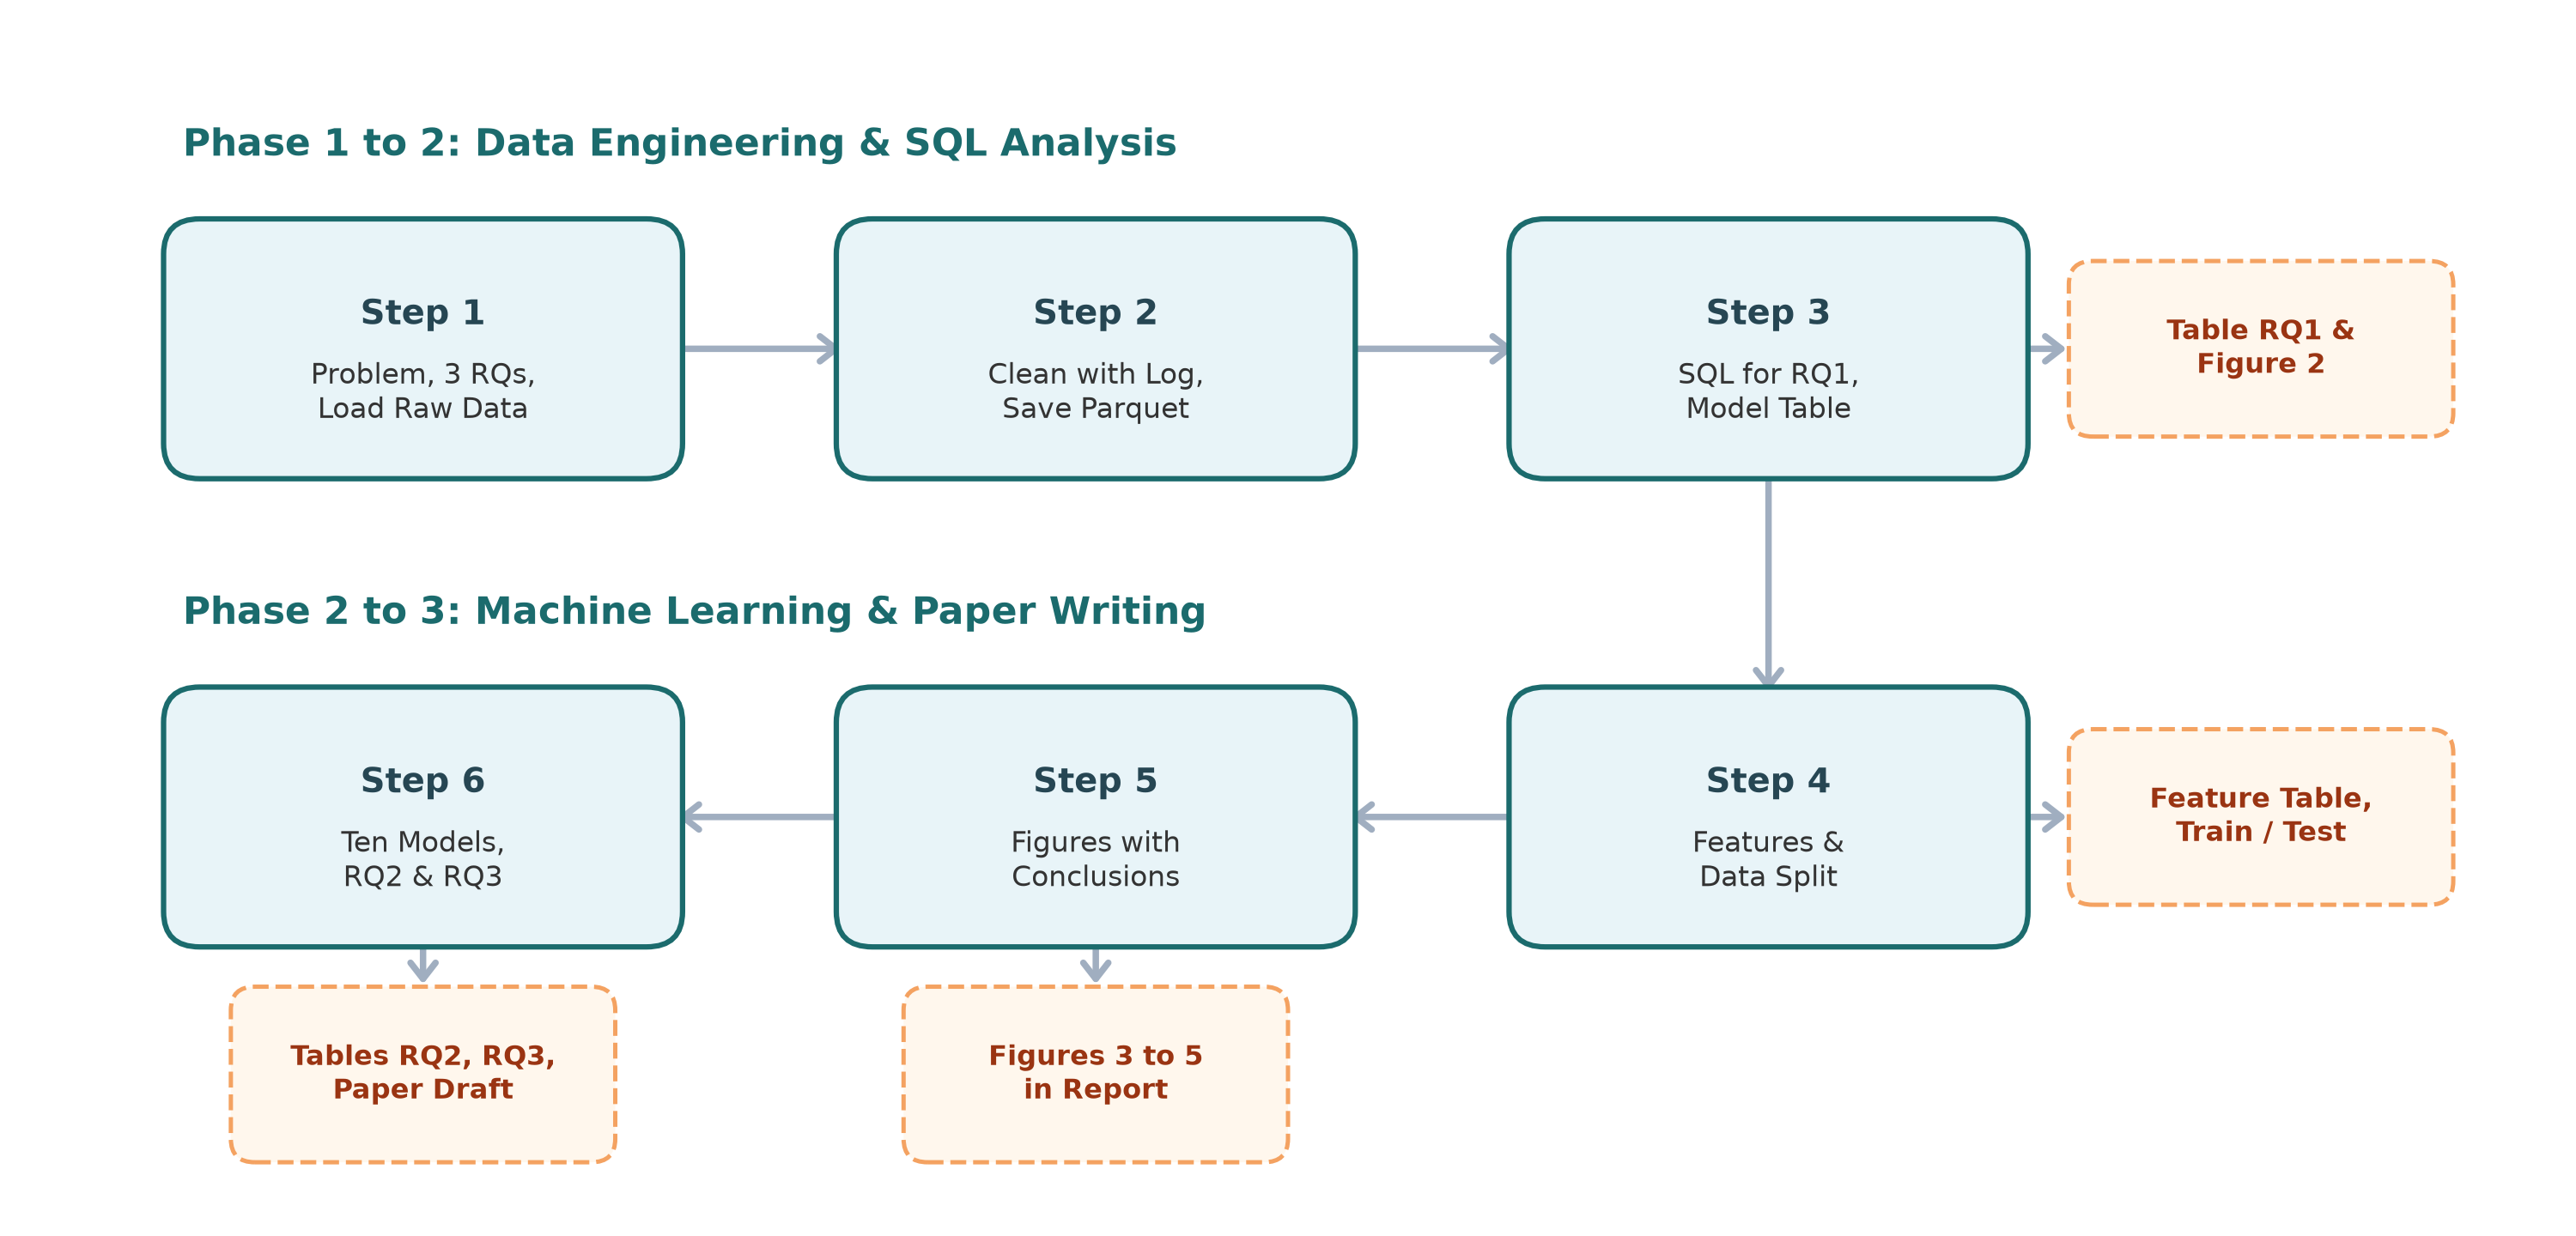 Phase 1 to 2: Data Engineering & SQL Analysis
Step 1
Problem, 3 RQs,
Load Raw Data
Step 2
Clean with Log,
Save Parquet
Step 3
SQL for RQ1,
Model Table
Table RQ1 &
Figure 2
Phase 2 to 3: Machine Learning & Paper Writing
Step 6
Ten Models,
RQ2 & RQ3
Step 5
Figures with
Conclusions
Step 4
Features &
Data Split
Feature Table,
Train / Test
Tables RQ2, RQ3,
Paper Draft
Figures 3 to 5
in Report